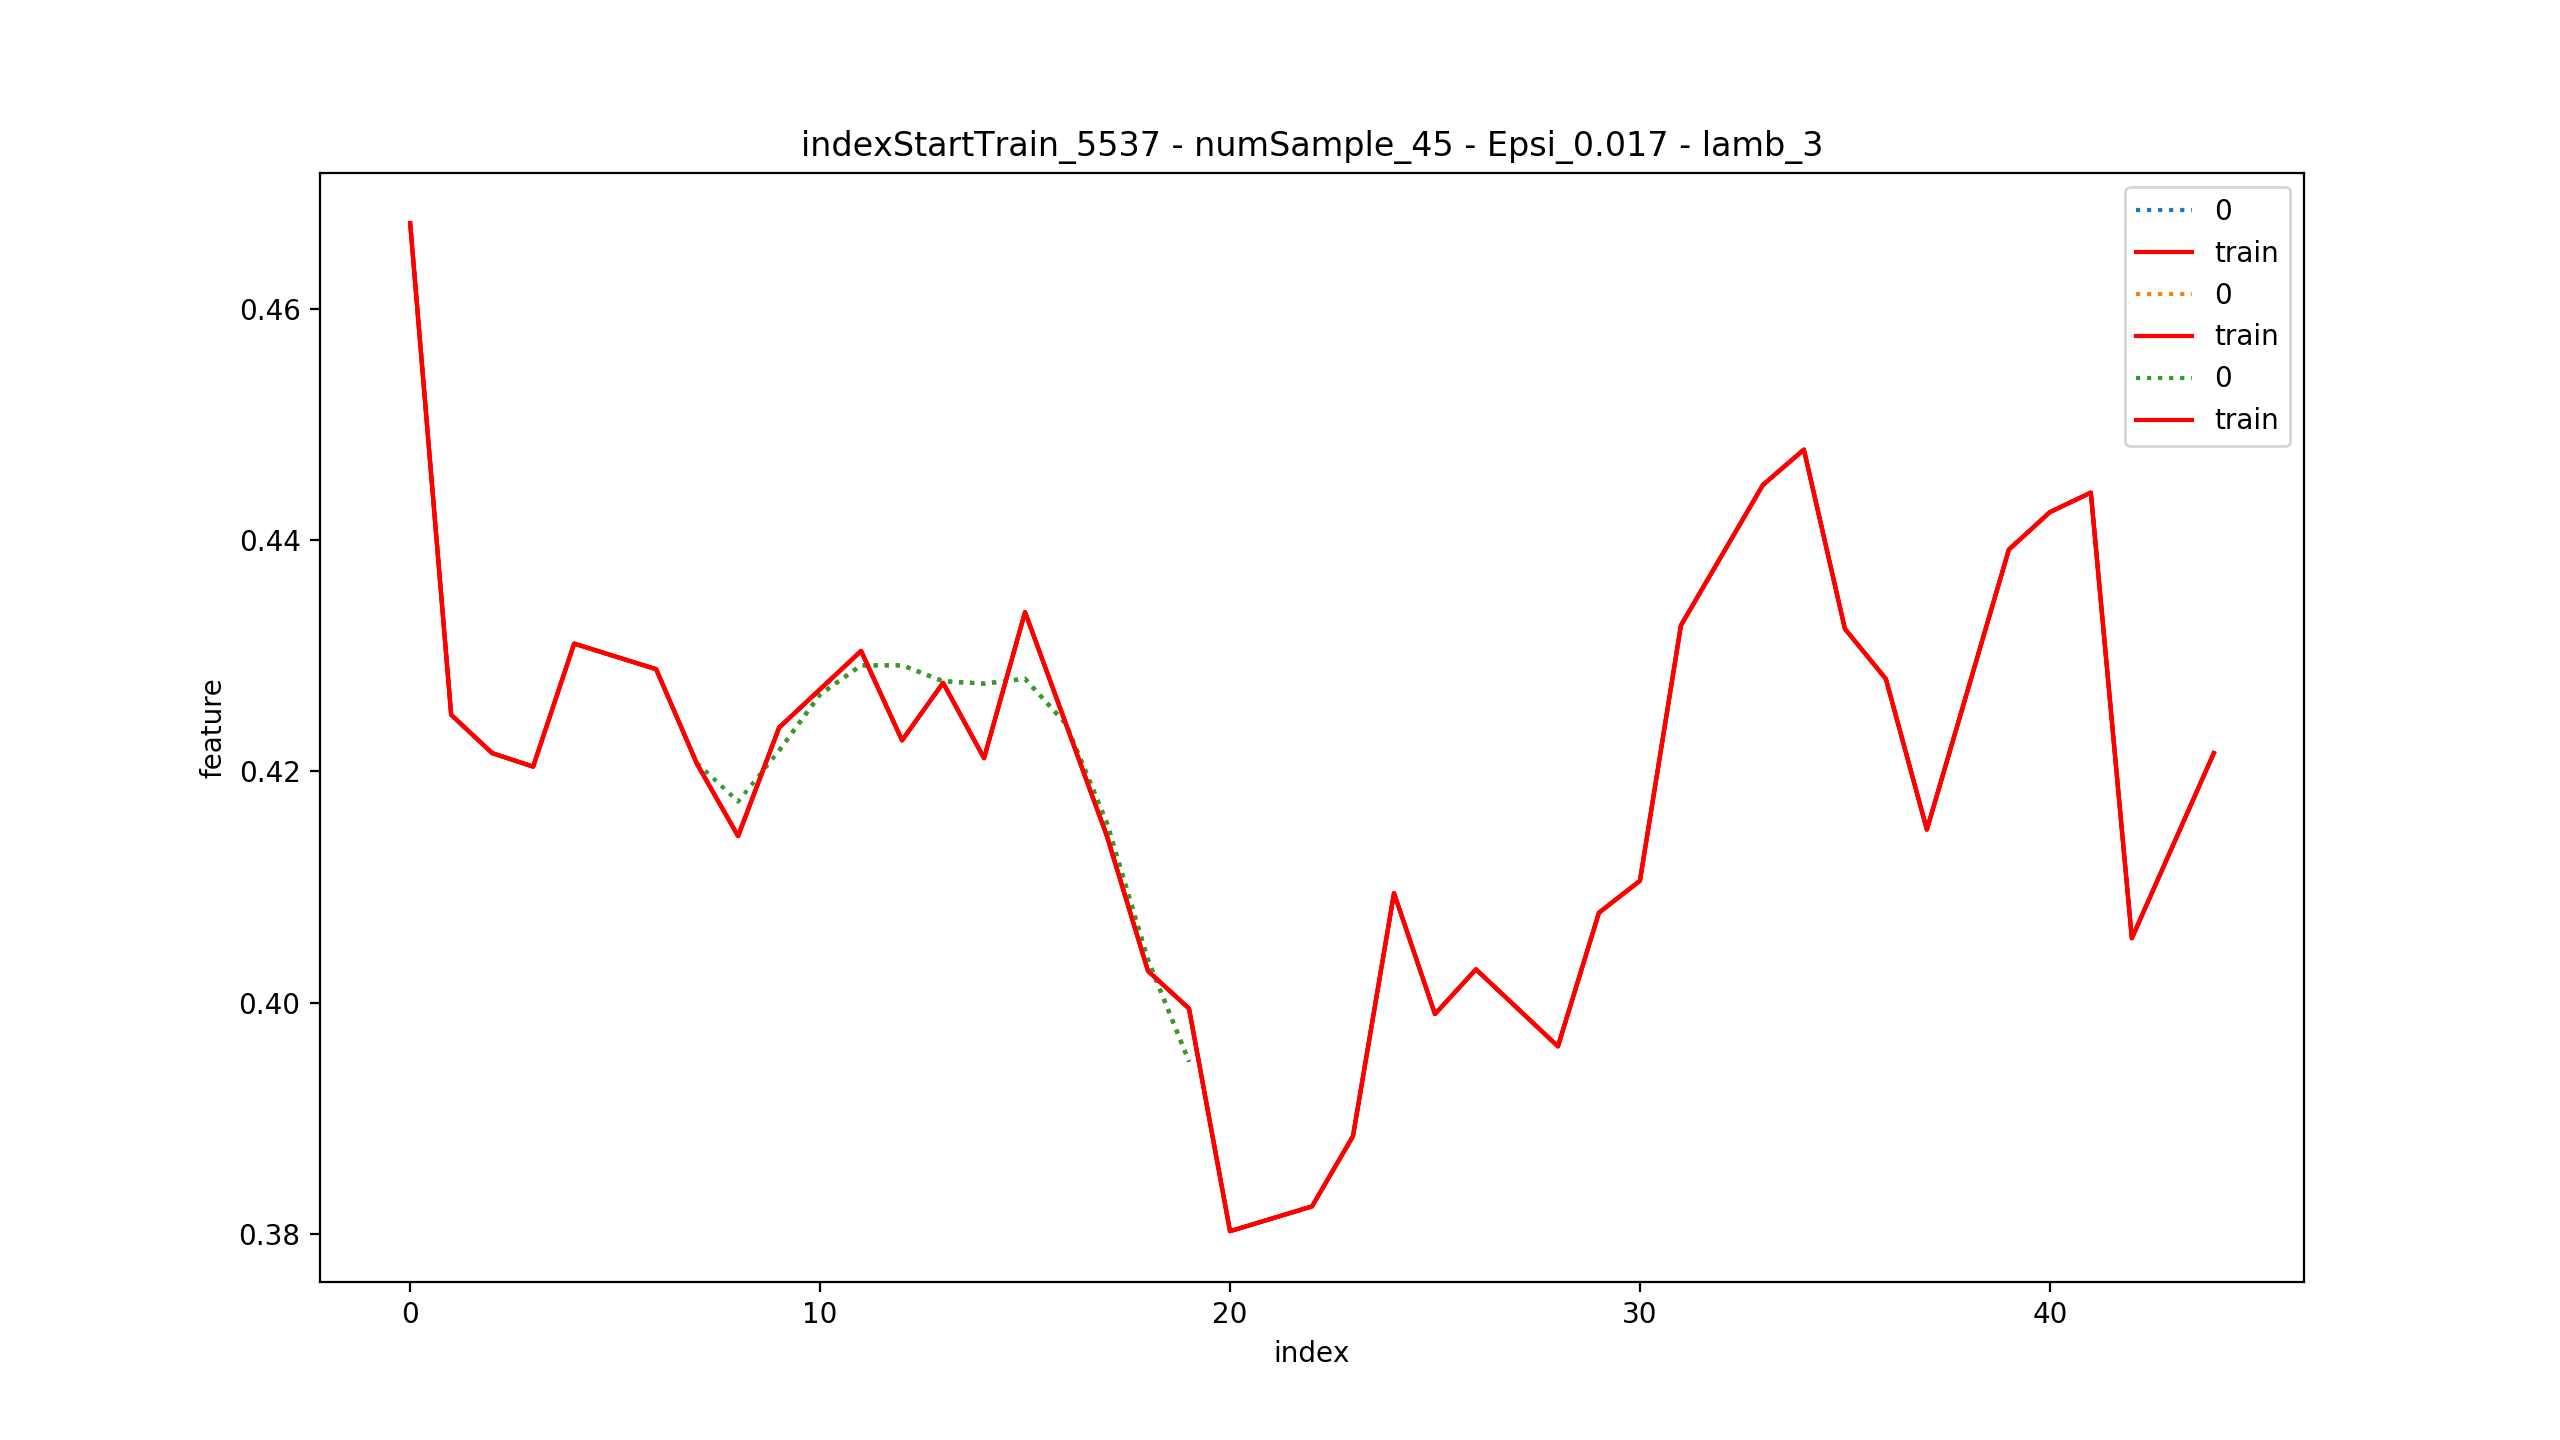 indexStartTrain_5537 - numSample_45 - Epsi_0.017 - lamb_3
0
train
0
train
0
train
0.46
0.44
0.42
0.40
0.38
feature
0
10
20
30
40
index